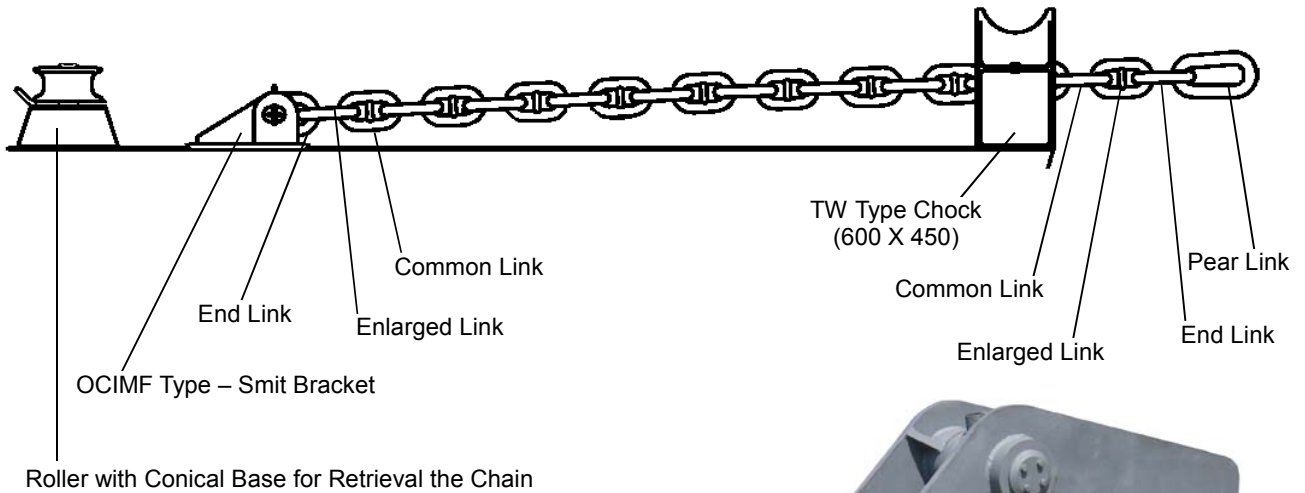 TW Type Chock
(600 X 450)
Common Link
Pear Link
Common Link
End Link
Enlarged Link
End Link
Enlarged Link
OCIMF Type – Smit Bracket
Roller with Conical Base for Retrieval the Chain